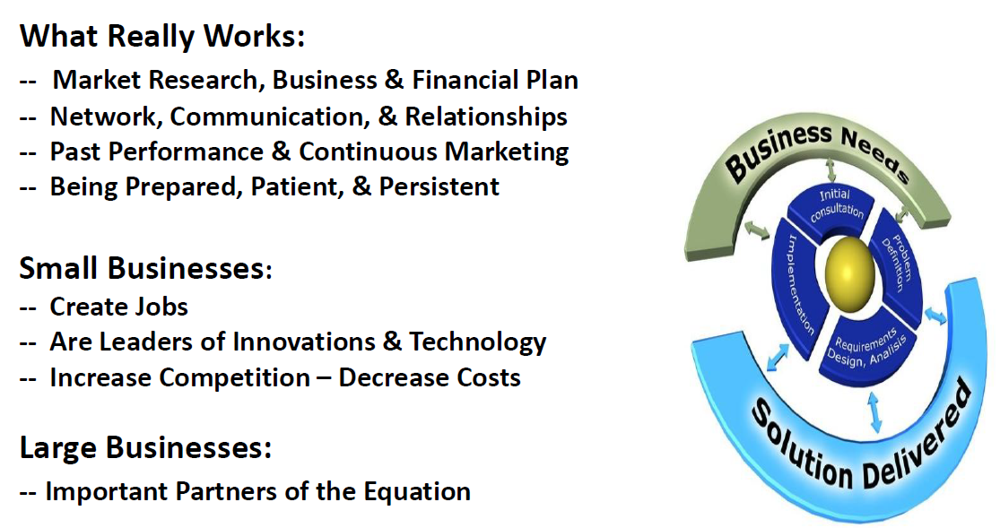 What Really Works:
-- Market Research, Business & Financial Plan
-- Network, Communication, & Relationships
-- Past Performance & Continuous Marketing
-- Being Prepared, Patient, & Persistent
Small Businesses:
-- Create Jobs
-- Are Leaders of Innovations & Technology
-- Increase Competition – Decrease Costs
Large Businesses:
-- Important Partners of the Equation
Business Needs
Initial
consultation
Problem
Definition
Requirements
Design, Analisis
Implementation
Solution Delivered